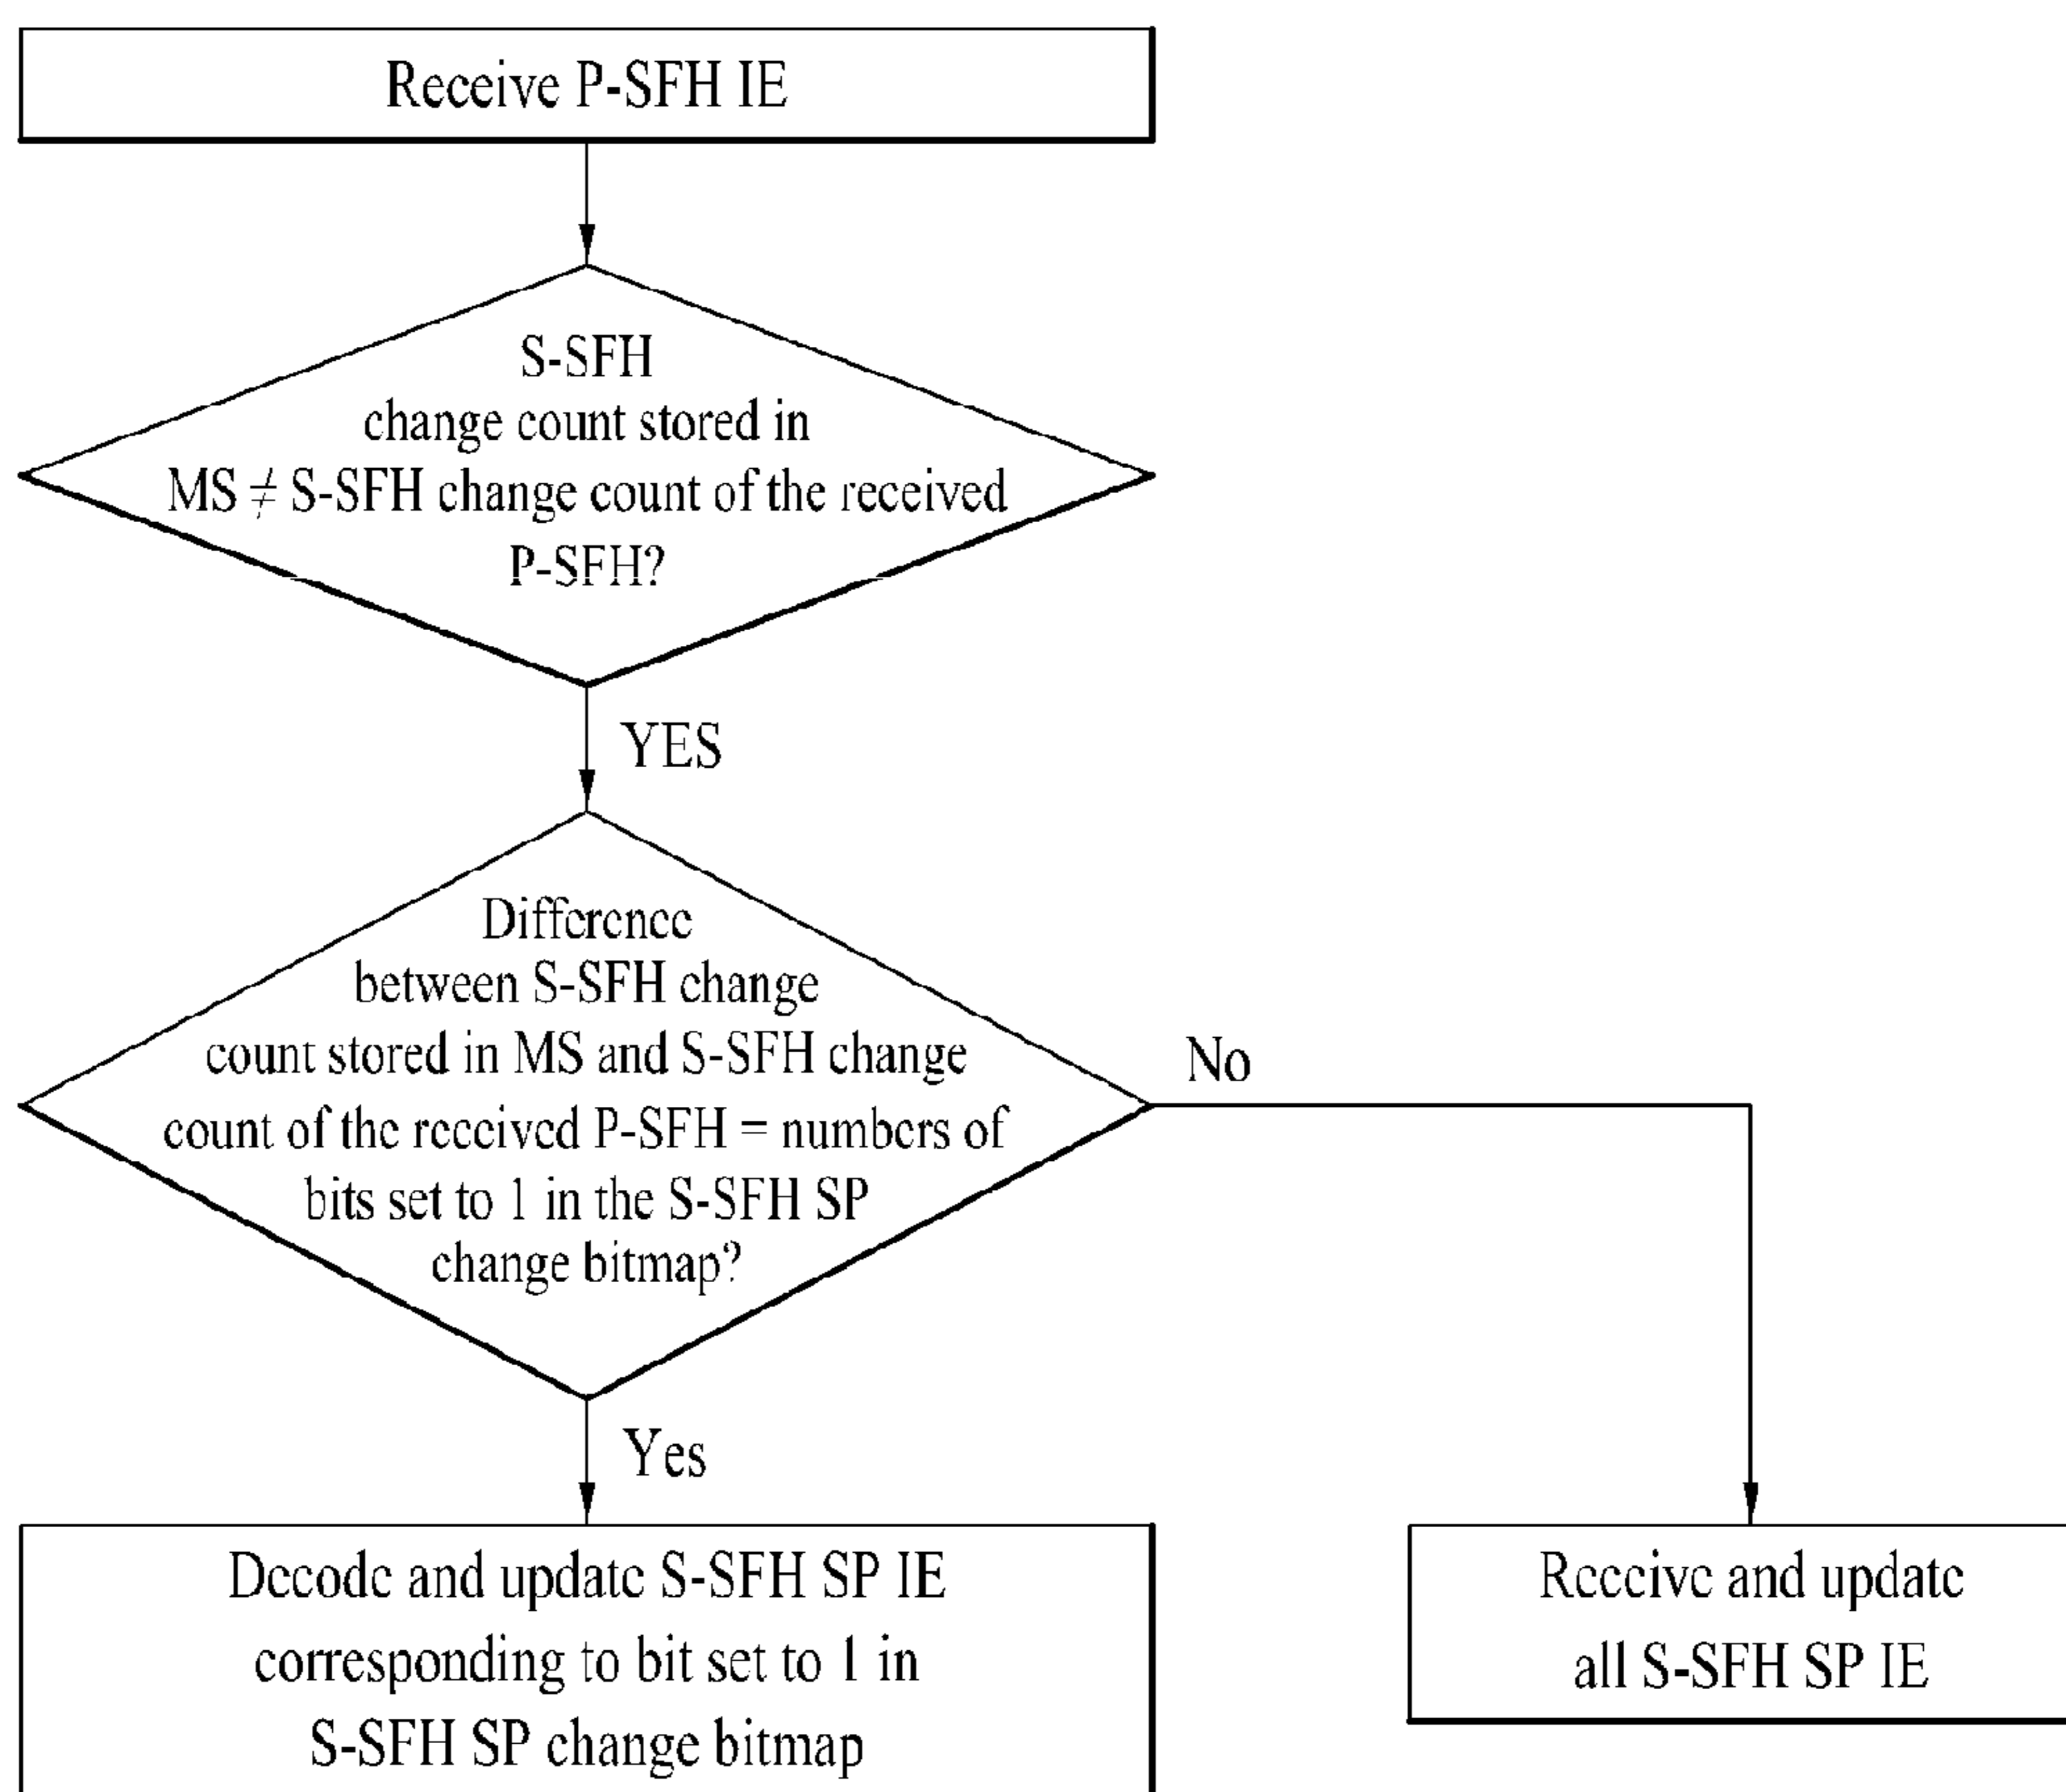 Receive P-SFH IE
S-SFH
change count stored in
MS ≠ S-SFH change count of the received
P-SFH?
YES
Difference
between S-SFH change
count stored in MS and S-SFH change
count of the received P-SFH = numbers of
bits set to 1 in the S-SFH SP
change bitmap?
No
Yes
Decode and update S-SFH SP IE
corresponding to bit set to 1 in
S-SFH SP change bitmap
Receive and update
all S-SFH SP IE